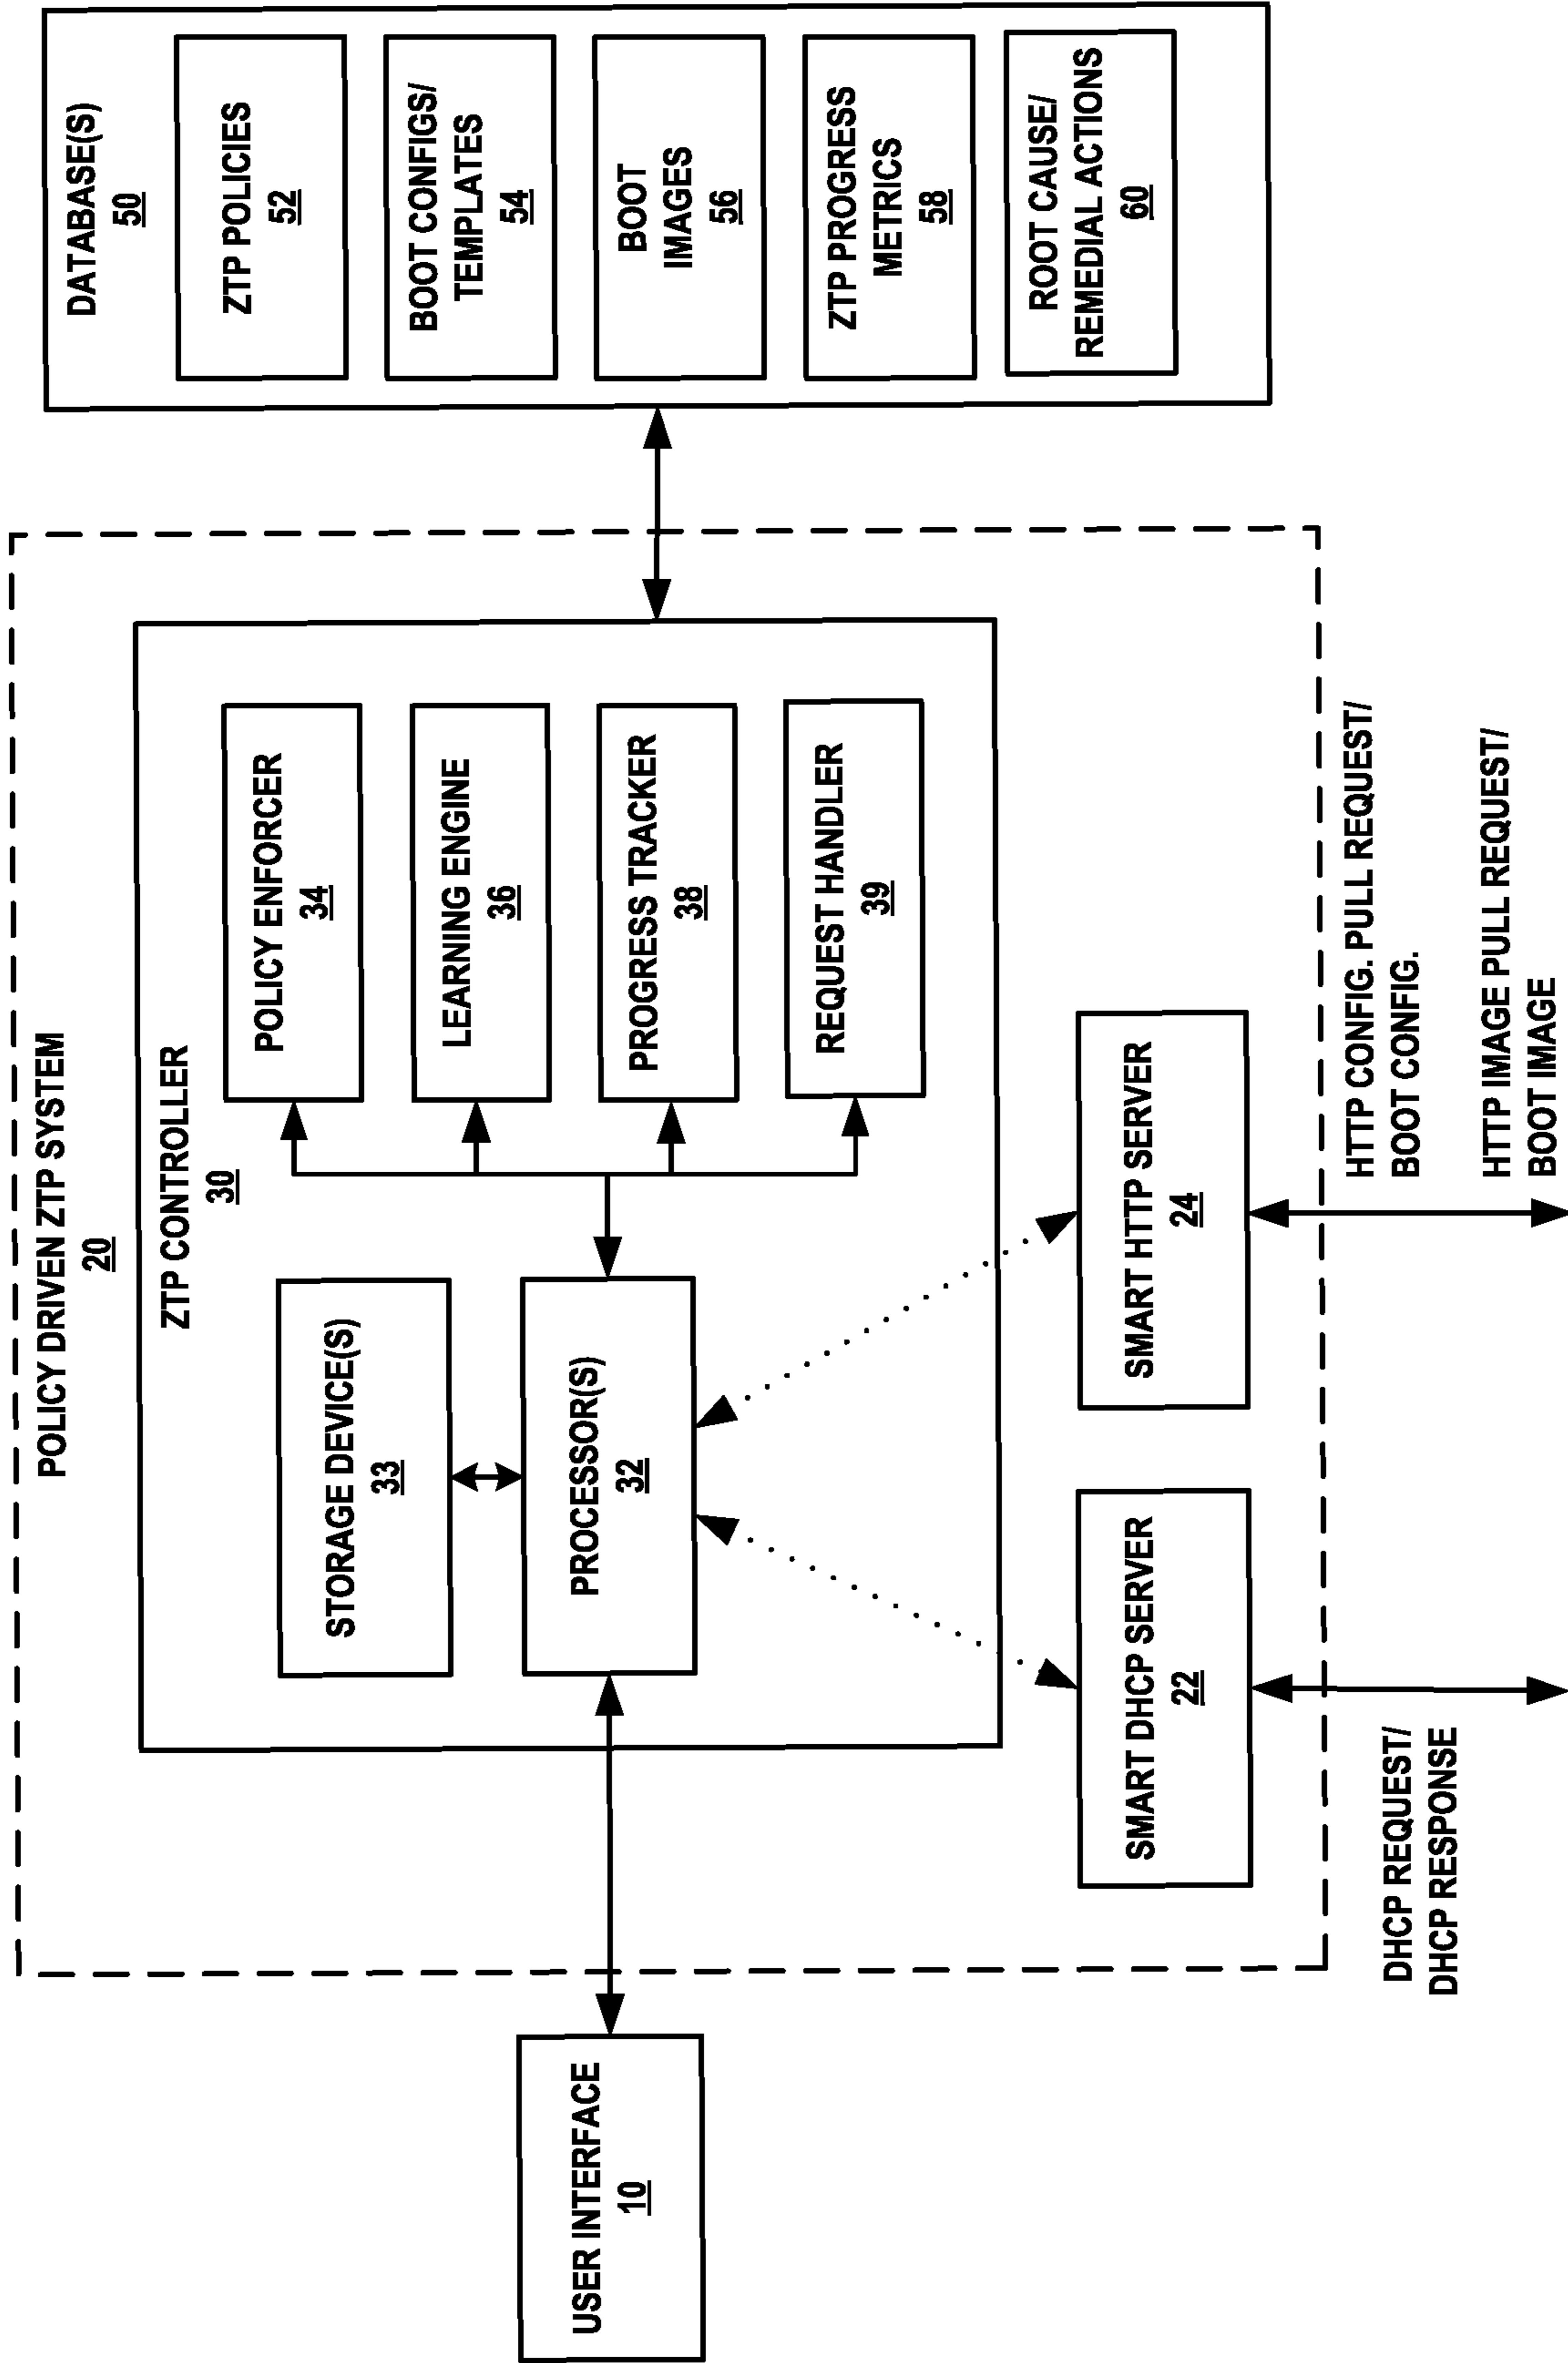 POLICY DRIVEN ZTP SYSTEM
20
ZTP CONTROLLER
30
STORAGE DEVICE(S)
33
PROCESSOR(S)
32
POLICY ENFORCER
34
LEARNING ENGINE
36
PROGRESS TRACKER
38
REQUEST HANDLER
39
USER INTERFACE
10
SMART DHCP SERVER
22
SMART HTTP SERVER
24
DHCP REQUEST/
DHCP RESPONSE
HTTP CONFIG. PULL REQUEST/
BOOT CONFIG.
HTTP IMAGE PULL REQUEST/
BOOT IMAGE
DATABASE(S)
50
ZTP POLICIES
52
BOOT CONFIGS/
TEMPLATES
54
BOOT
IMAGES
56
ZTP PROGRESS
METRICS
58
ROOT CAUSE/
REMEDIAL ACTIONS
60